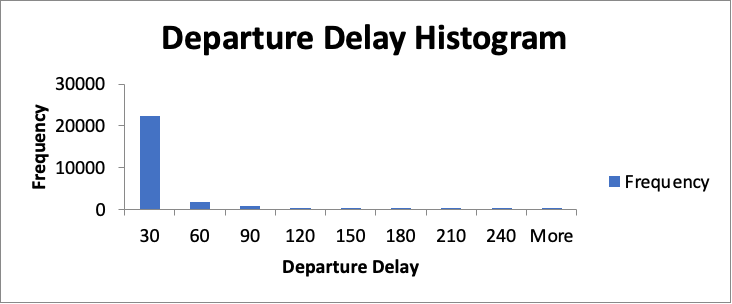 Departure Delay Histogram
Frequency
30000
20000
10000
0
30 60 90 120 150 180 210 240 More
Departure Delay
Frequency